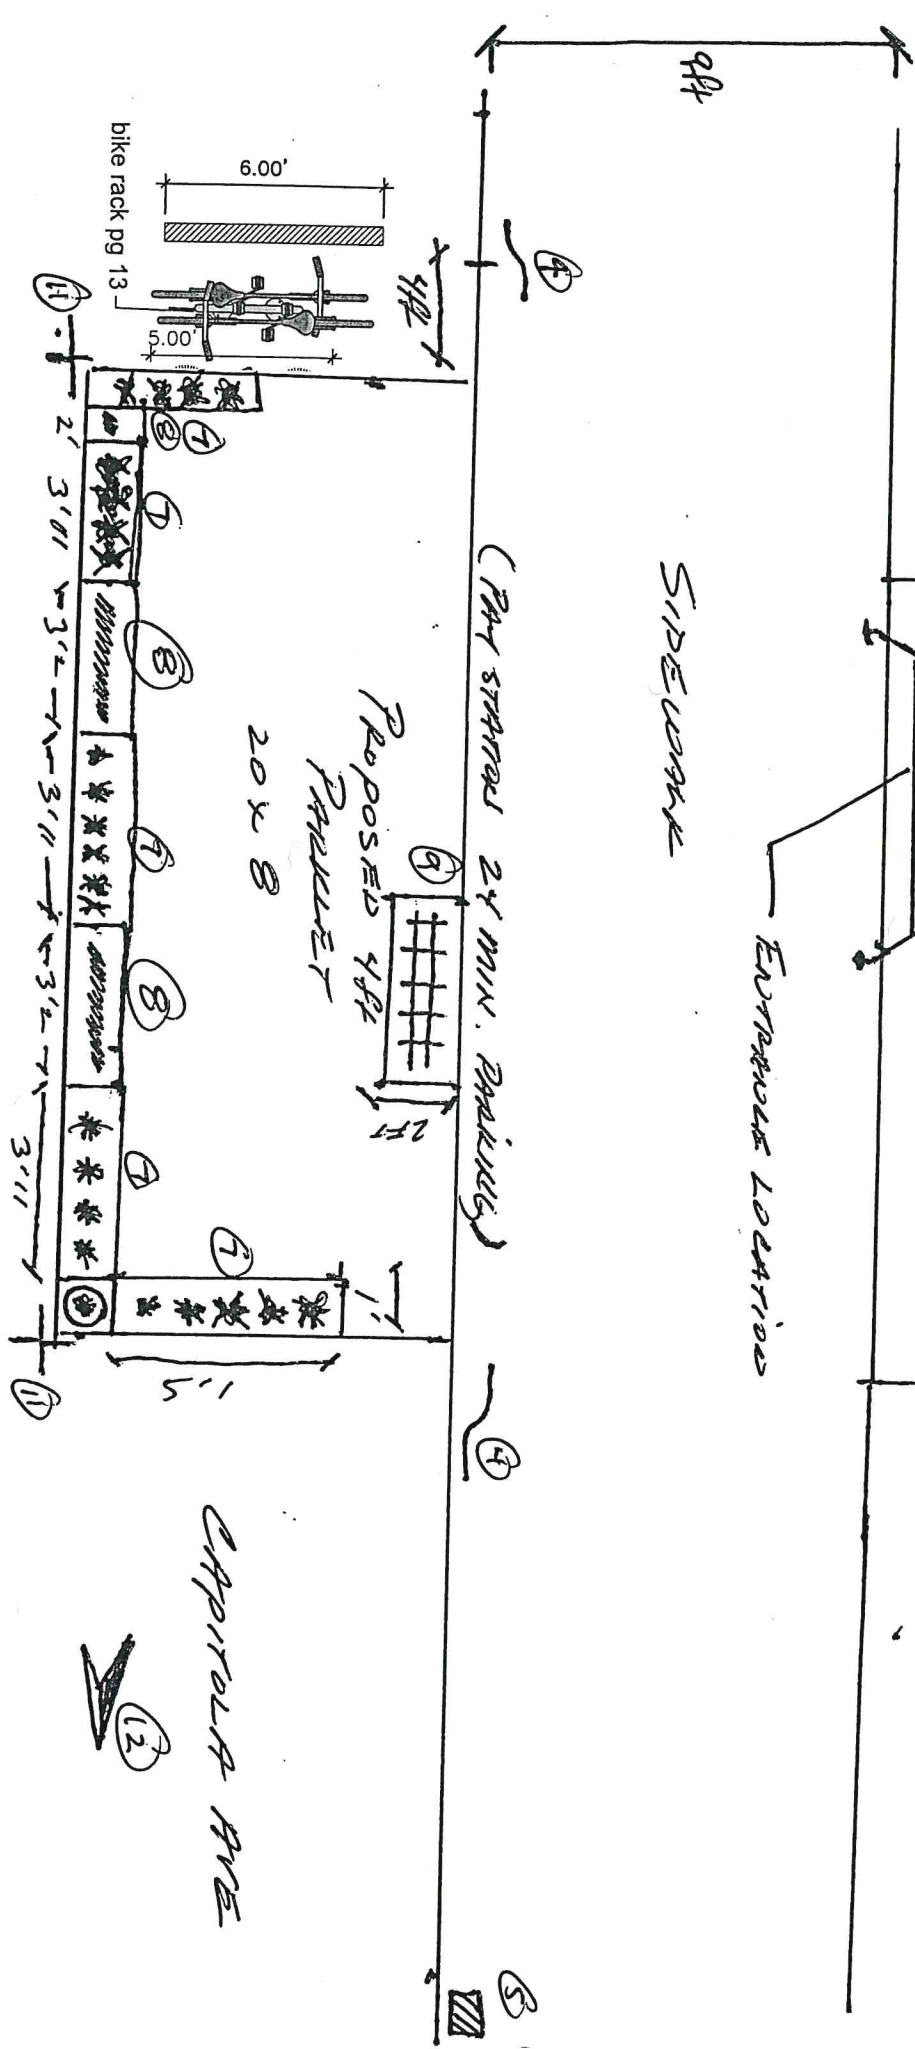 9ft
SIDEWALK
ENTRANCE LOCATION
④
(PAY STATION 24 MIN. PARKING)
4ft
6.00'
5.00'
bike rack pg 13
⑨
2FT
PROPOSED 4ft
PARKLET
20 x 8
⑦
⑧
⑦
⑧
⑦
⑧
⑦
⑦
1'
1'5
⑪
2'
3'11
3'2
3'11
3'2
3'11
⑪
④
CAPITOLA AVE
⑫
⑤